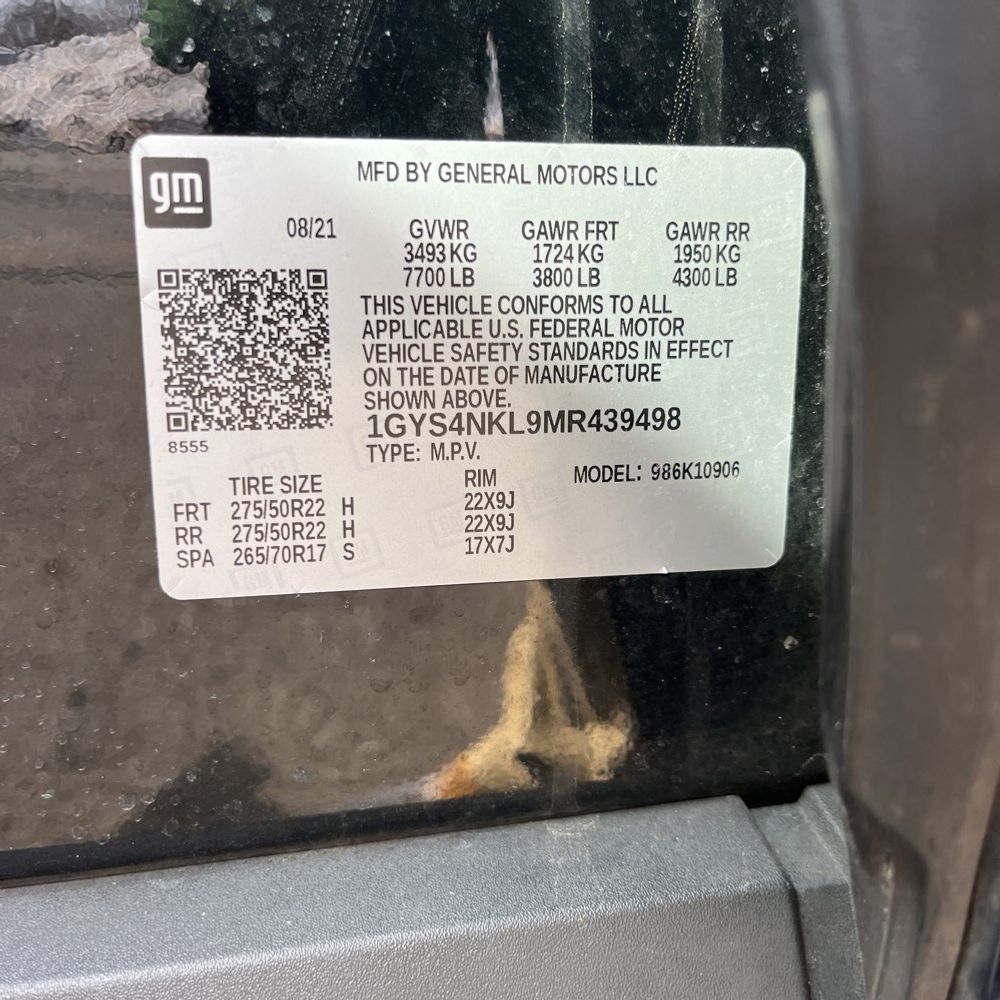 gm
MFD BY GENERAL MOTORS LLC
08/21 GVWR GAWR FRT GAWR RR
3493 KG 1724 KG 1950 KG
7700 LB 3800 LB 4300 LB
THIS VEHICLE CONFORMS TO ALL
APPLICABLE U.S. FEDERAL MOTOR
VEHICLE SAFETY STANDARDS IN EFFECT
ON THE DATE OF MANUFACTURE
SHOWN ABOVE.
1GYS4NKL9MR439498
8555
TYPE: M.P.V.
MODEL: 986K10906
TIRE SIZE RIM
FRT 275/50R22 H 22X9J
RR 275/50R22 H 22X9J
SPA 265/70R17 S 17X7J